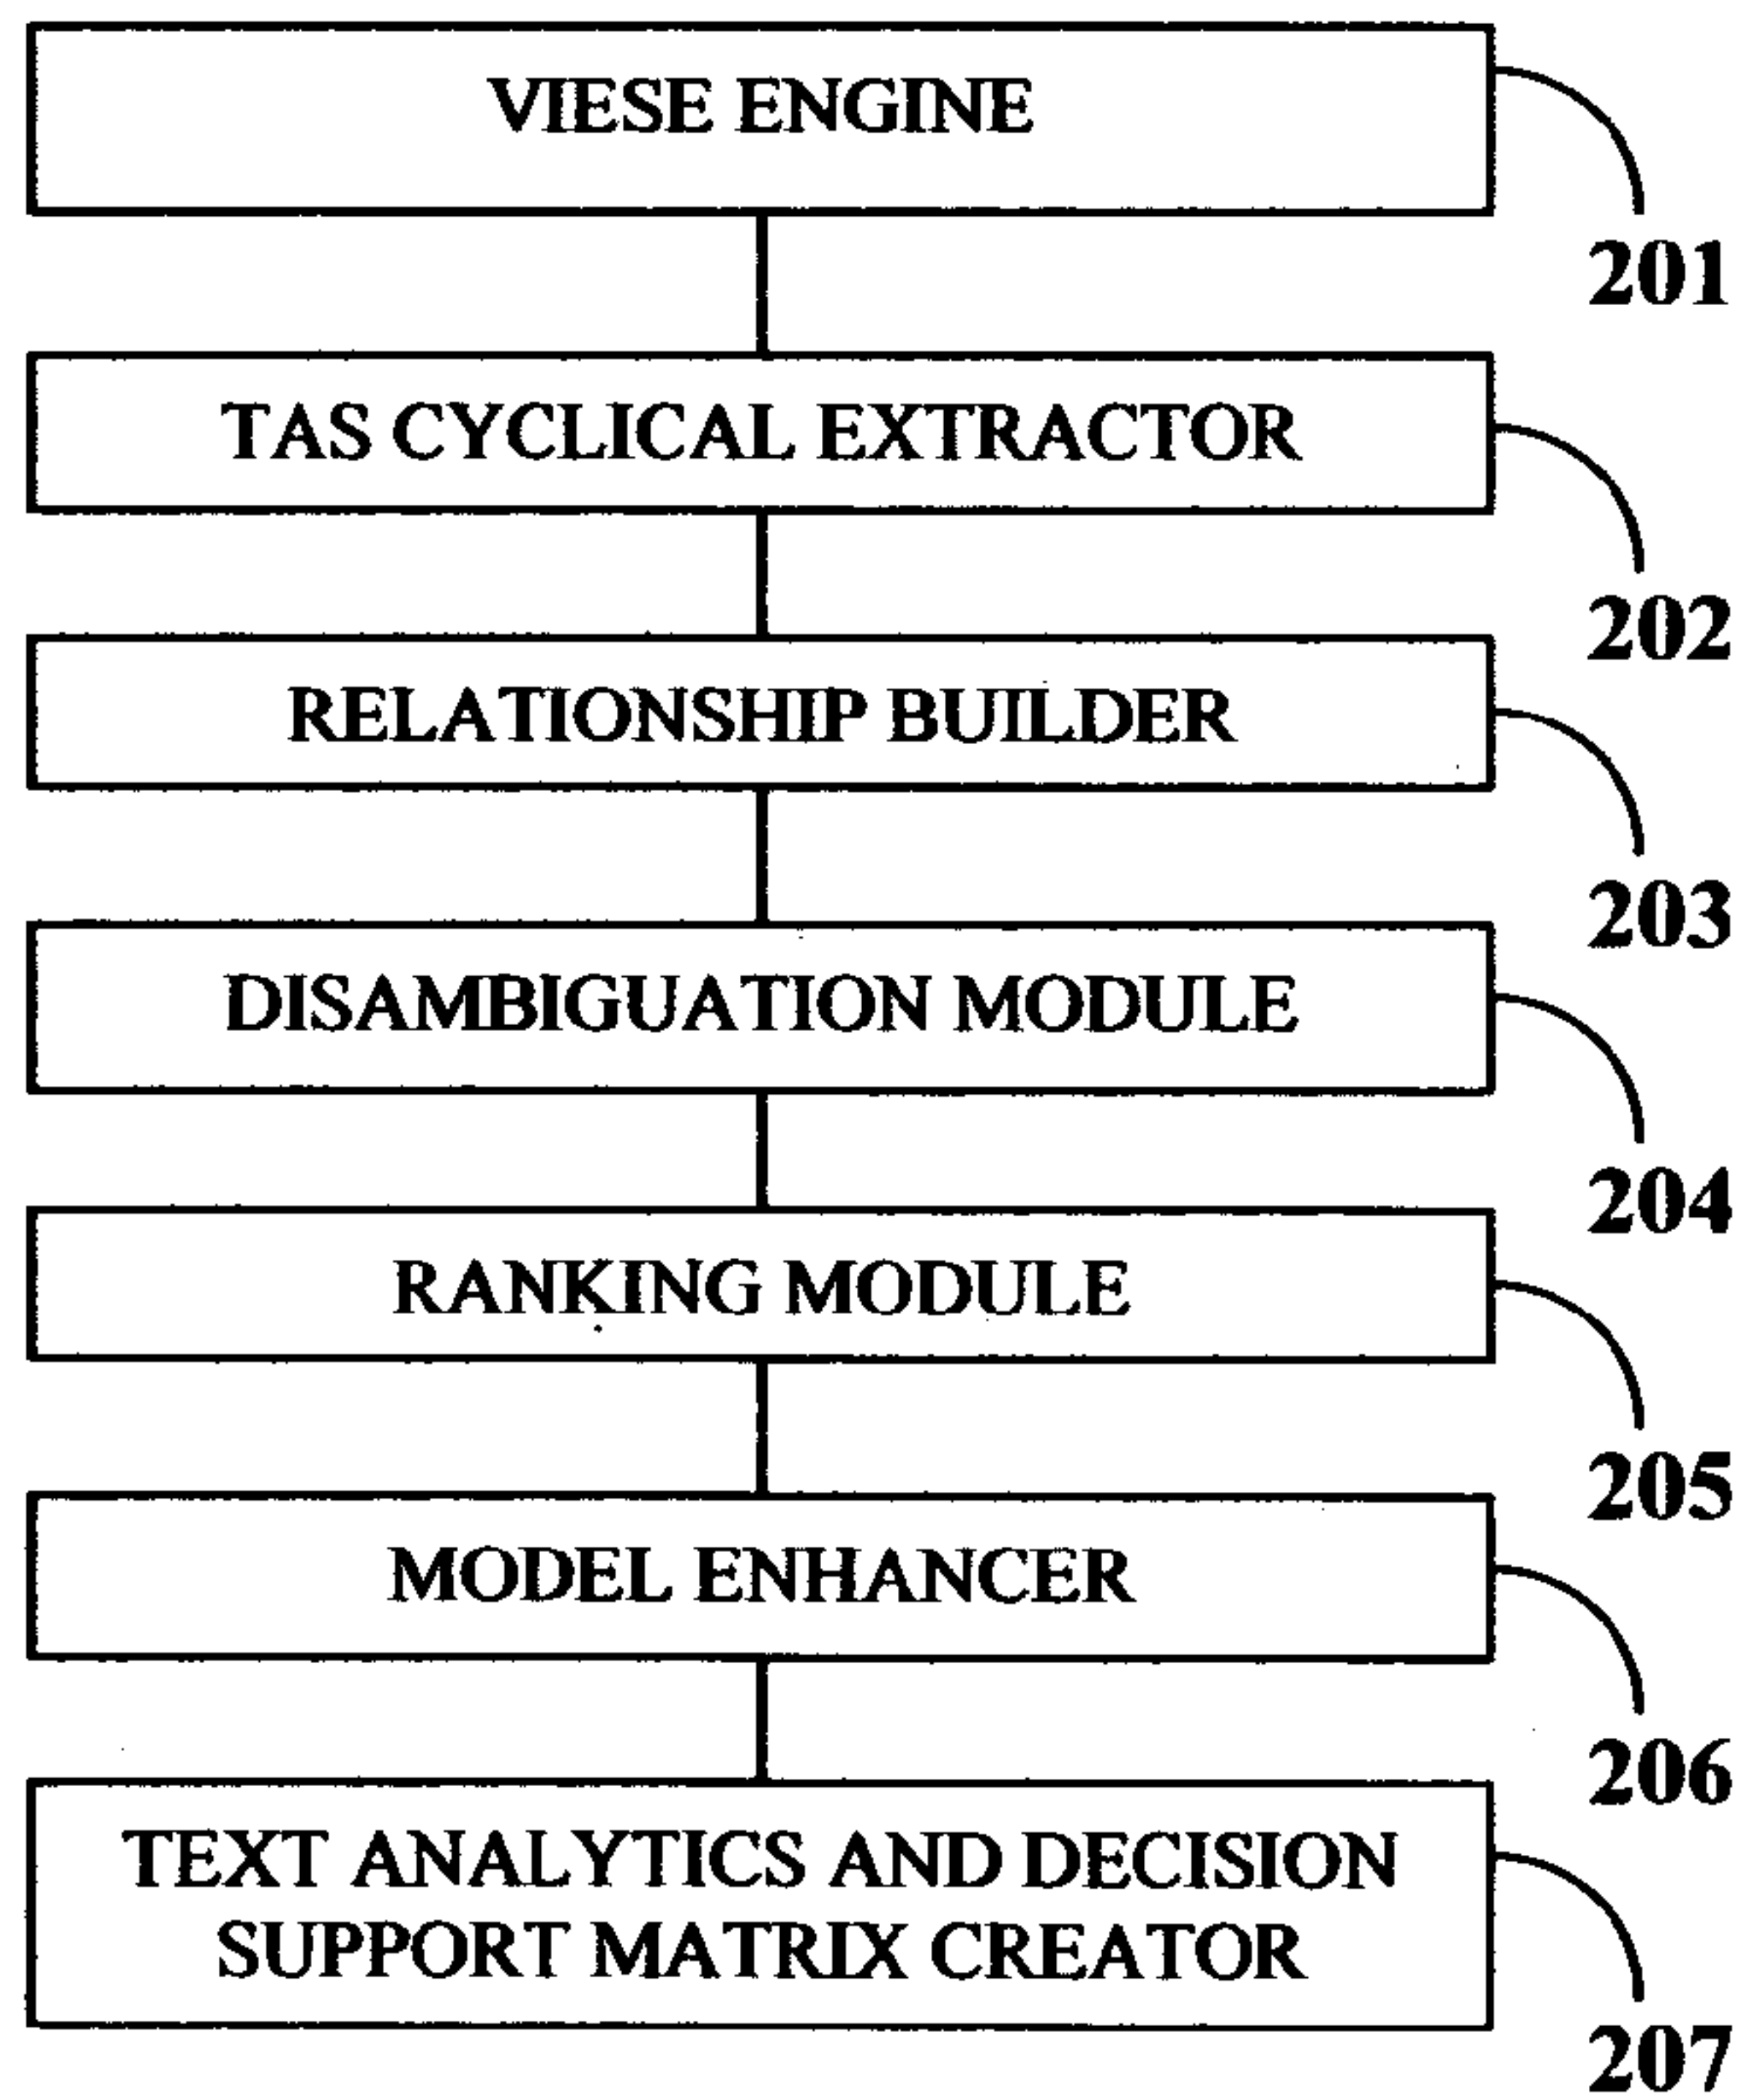 VIESE ENGINE
201
TAS CYCLICAL EXTRACTOR
202
RELATIONSHIP BUILDER
203
DISAMBIGUATION MODULE
204
RANKING MODULE
205
MODEL ENHANCER
206
TEXT ANALYTICS AND DECISION
SUPPORT MATRIX CREATOR
207